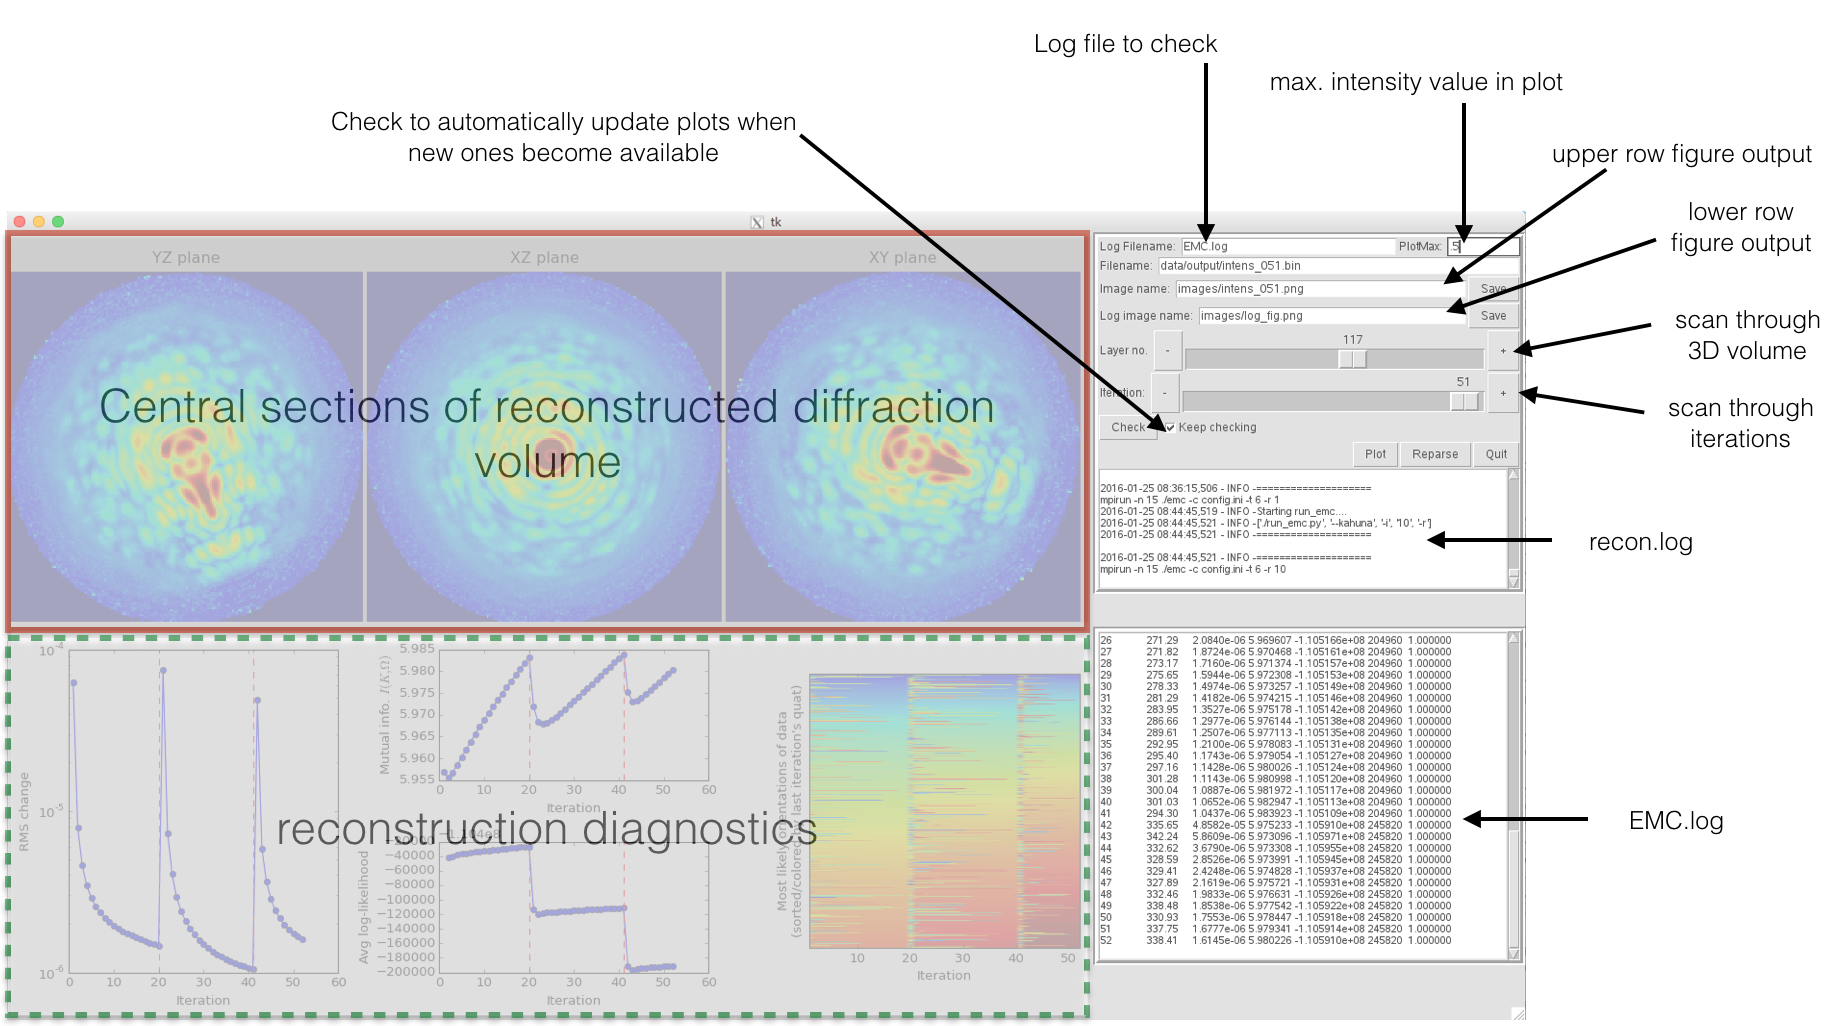 Log file to check
max. intensity value in plot
Check to automatically update plots when
new ones become available
upper row figure output
lower row
figure output
scan through
3D volume
scan through
iterations
recon.log
EMC.log
tk
YZ plane
XZ plane
XY plane
Central sections of reconstructed diffraction
volume
Log Filename: EMC.log PlotMax: .5
Filename: data/output/intens_051.bin
Image name: images/intens_051.png Save
Log image name: images/log_fig.png Save
117
Layer no. - +
51
Iteration: - +
Check Keep checking
Plot Reparse Quit
2016-01-25 08:36:15,506 - INFO -====================
mpirun -n 15 ./emc -c config.ini -t 6 -r 1
2016-01-25 08:44:45,519 - INFO -Starting run_emc....
2016-01-25 08:44:45,521 - INFO -['./run_emc.py', '--kahuna', '-i', '10', '-r']
2016-01-25 08:44:45,521 - INFO -====================
2016-01-25 08:44:45,521 - INFO -====================
mpirun -n 15 ./emc -c config.ini -t 6 -r 10
reconstruction diagnostics
RMS change
10^-4
10^-5
10^-6
0 10 20 30 40 50 60
Iteration
Mutual info. I(K,Ω)
5.985
5.980
5.975
5.970
5.965
5.960
5.955
0 10 20 30 40 50 60
Iteration
Avg log-likelihood
-1.104e8
−20000
−40000
−60000
−80000
−100000
−120000
−140000
−160000
−180000
−200000
0 10 20 30 40 50 60
Iteration
Most likely orientations of data
(sorted/colored by last iteration's quat)
10 20 30 40 50
Iteration
26 271.29 2.0840e-06 5.969607 -1.105166e+08 204960 1.000000
27 271.82 1.8724e-06 5.970468 -1.105161e+08 204960 1.000000
28 273.17 1.7160e-06 5.971374 -1.105157e+08 204960 1.000000
29 275.65 1.5944e-06 5.972308 -1.105153e+08 204960 1.000000
30 278.33 1.4974e-06 5.973257 -1.105149e+08 204960 1.000000
31 281.29 1.4182e-06 5.974215 -1.105146e+08 204960 1.000000
32 283.95 1.3527e-06 5.975178 -1.105142e+08 204960 1.000000
33 286.66 1.2977e-06 5.976144 -1.105138e+08 204960 1.000000
34 289.61 1.2507e-06 5.977113 -1.105135e+08 204960 1.000000
35 292.95 1.2100e-06 5.978083 -1.105131e+08 204960 1.000000
36 295.40 1.1743e-06 5.979054 -1.105127e+08 204960 1.000000
37 297.16 1.1428e-06 5.980026 -1.105124e+08 204960 1.000000
38 301.28 1.1143e-06 5.980998 -1.105120e+08 204960 1.000000
39 300.04 1.0887e-06 5.981972 -1.105117e+08 204960 1.000000
40 301.03 1.0652e-06 5.982947 -1.105113e+08 204960 1.000000
41 294.30 1.0437e-06 5.983923 -1.105109e+08 204960 1.000000
42 335.65 4.8582e-06 5.975233 -1.105910e+08 245820 1.000000
43 342.24 5.8609e-06 5.973096 -1.105971e+08 245820 1.000000
44 332.62 3.6790e-06 5.973308 -1.105955e+08 245820 1.000000
45 328.59 2.8526e-06 5.973991 -1.105945e+08 245820 1.000000
46 329.41 2.4248e-06 5.974828 -1.105937e+08 245820 1.000000
47 327.89 2.1619e-06 5.975721 -1.105931e+08 245820 1.000000
48 332.46 1.9833e-06 5.976631 -1.105926e+08 245820 1.000000
49 338.48 1.8538e-06 5.977542 -1.105922e+08 245820 1.000000
50 330.93 1.7553e-06 5.978447 -1.105918e+08 245820 1.000000
51 337.75 1.6777e-06 5.979341 -1.105914e+08 245820 1.000000
52 338.41 1.6145e-06 5.980226 -1.105910e+08 245820 1.000000